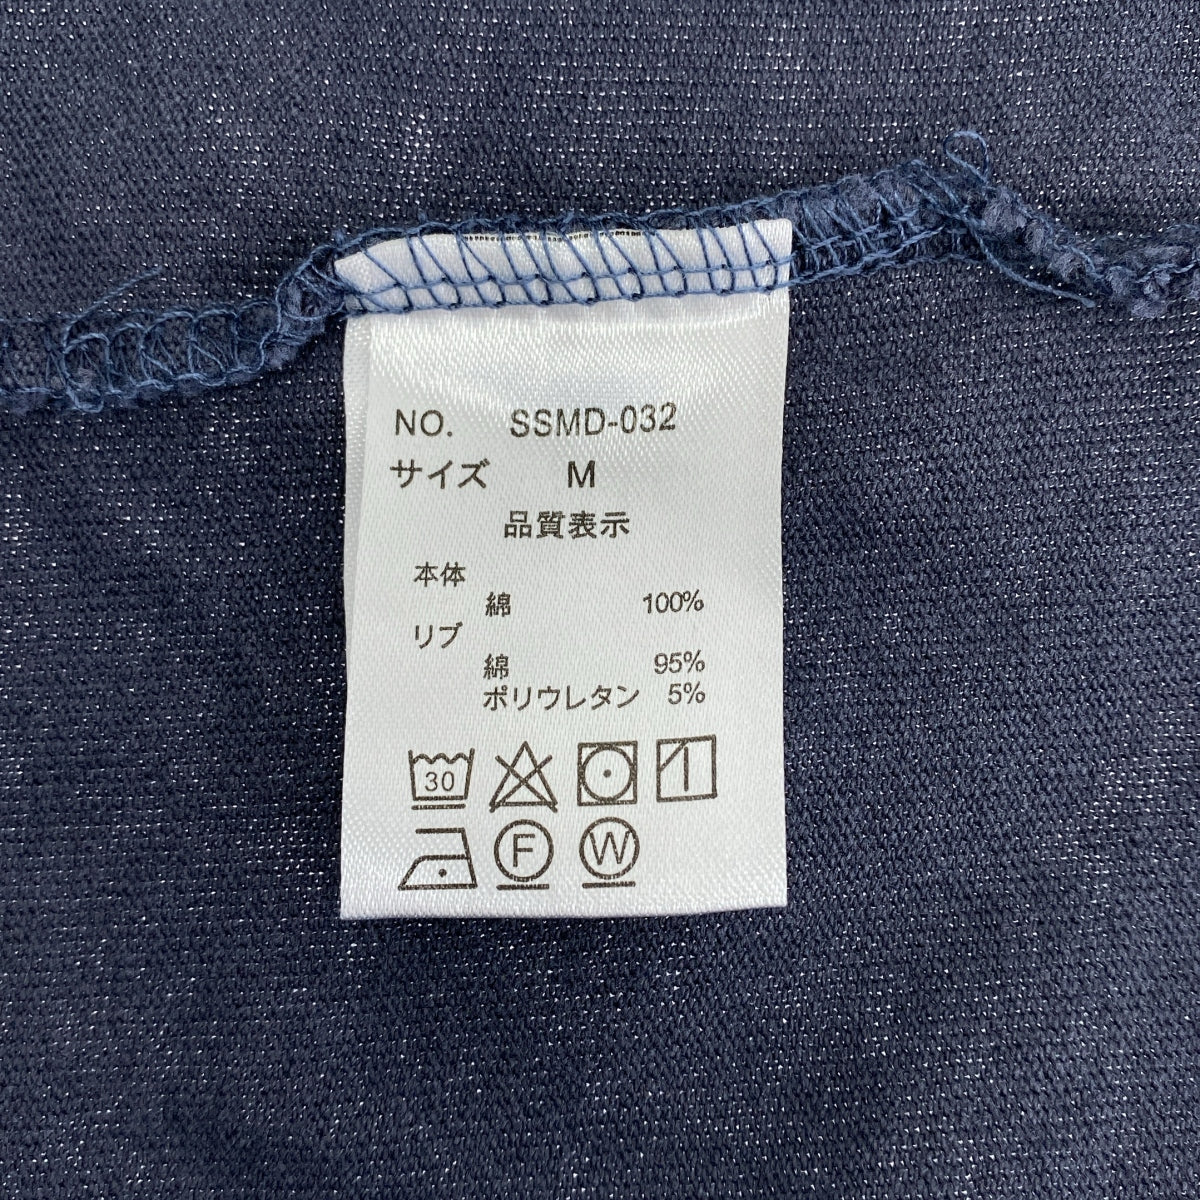 NO. SSMD-032
サイズ M
品質表示
本体
綿 100%
リブ
綿 95%
ポリウレタン 5%
30
F W